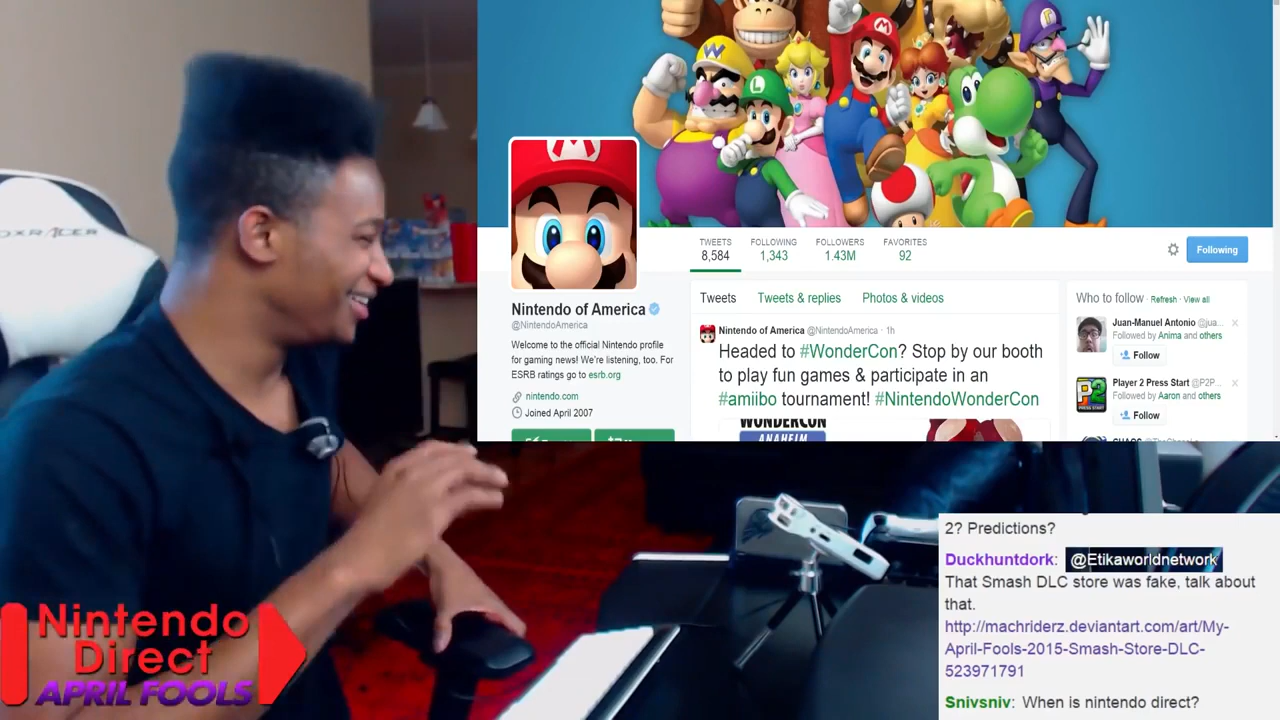 DXRACER
TWEETS FOLLOWING FOLLOWERS FAVORITES
8,584 1,343 1.43M 92
Following
Nintendo of America
@NintendoAmerica
Welcome to the official Nintendo profile
for gaming news! We're listening, too. For
ESRB ratings go to esrb.org
nintendo.com
Joined April 2007
Tweets Tweets & replies Photos & videos
Nintendo of America @NintendoAmerica · 1h
Headed to #WonderCon? Stop by our booth
to play fun games & participate in an
#amiibo tournament! #NintendoWonderCon
WONDERCON
ANAHEIM
Who to follow · Refresh · View all
Juan-Manuel Antonio @jua...
Followed by Anima and others
Follow
Player 2 Press Start @P2P...
Followed by Aaron and others
Follow
2? Predictions?
Duckhuntdork: @Etikaworldnetwork
That Smash DLC store was fake, talk about
that.
http://machriderz.deviantart.com/art/My-
April-Fools-2015-Smash-Store-DLC-
523971791
Snivsniv: When is nintendo direct?
Nintendo
Direct
APRIL FOOLS